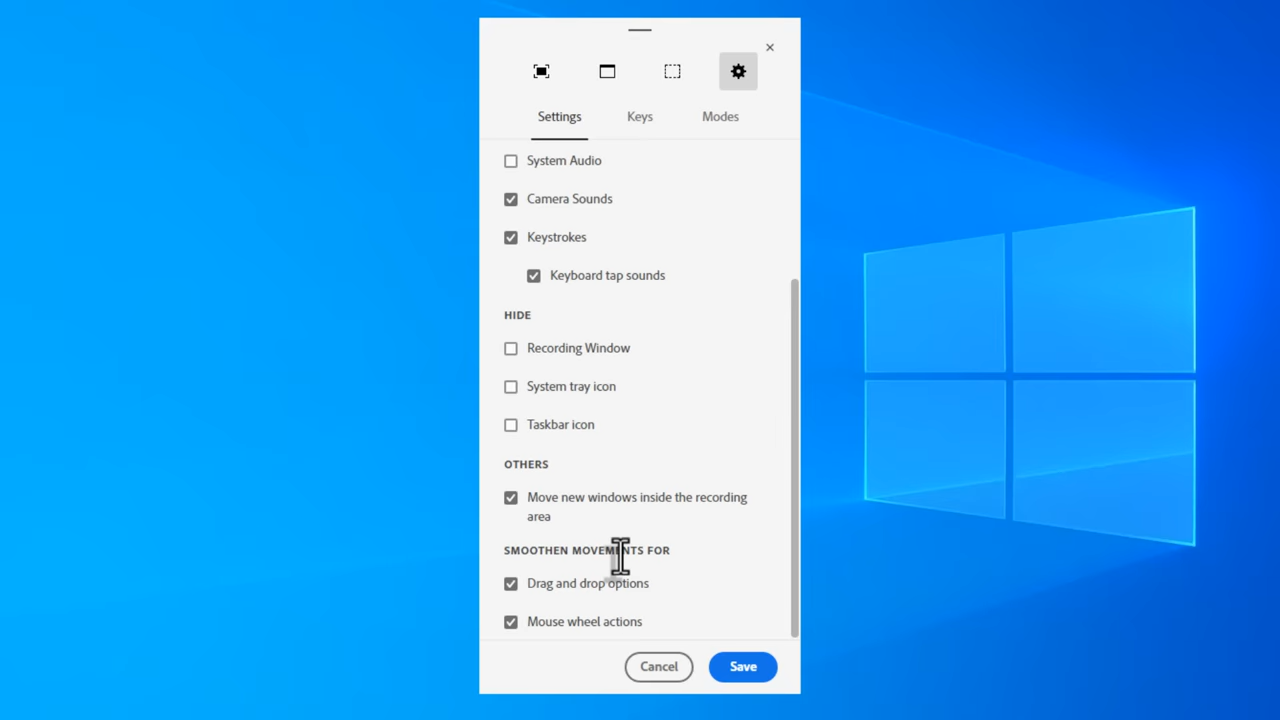 Settings
Keys
Modes
System Audio
Camera Sounds
Keystrokes
Keyboard tap sounds
HIDE
Recording Window
System tray icon
Taskbar icon
OTHERS
Move new windows inside the recording
area
SMOOTHEN MOVEMENTS FOR
Drag and drop options
Mouse wheel actions
Cancel
Save